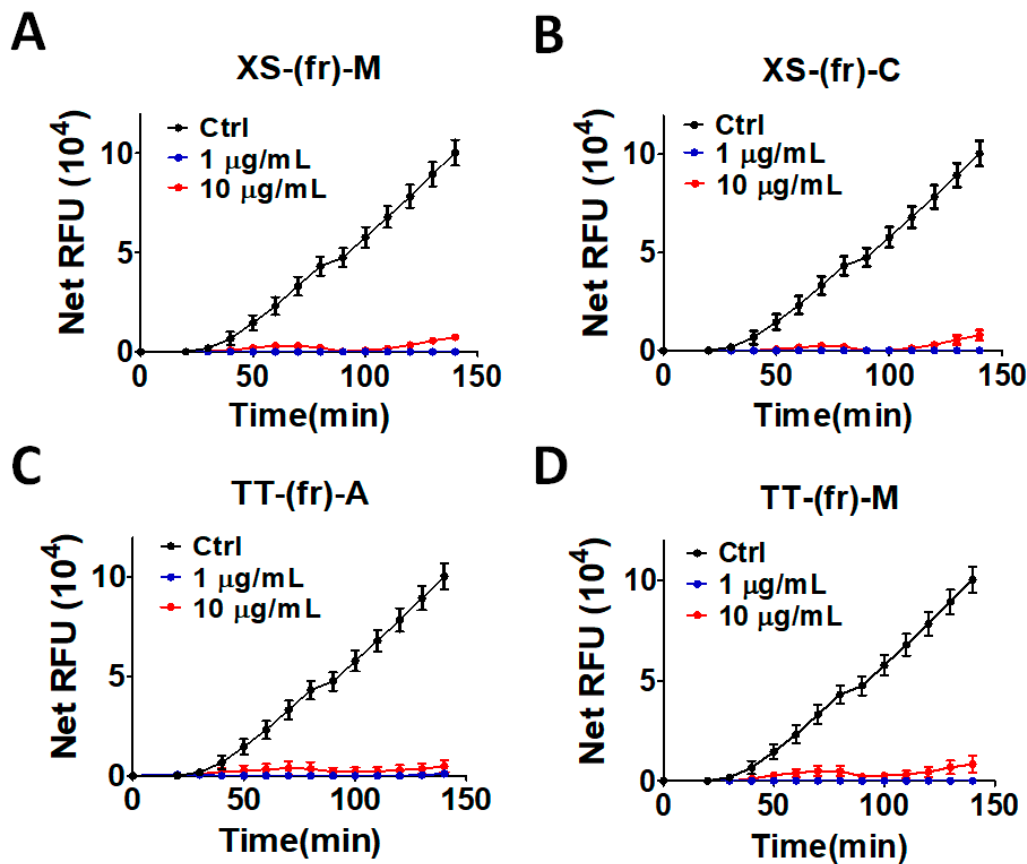 A
XS-(fr)-M
Net RFU (10⁴)
Ctrl
1 μg/mL
10 μg/mL
10
5
0
0 50 100 150
Time(min)
B
XS-(fr)-C
Net RFU (10⁴)
Ctrl
1 μg/mL
10 μg/mL
10
5
0
0 50 100 150
Time(min)
C
TT-(fr)-A
Net RFU (10⁴)
Ctrl
1 μg/mL
10 μg/mL
10
5
0
0 50 100 150
Time(min)
D
TT-(fr)-M
Net RFU (10⁴)
Ctrl
1 μg/mL
10 μg/mL
10
5
0
0 50 100 150
Time(min)